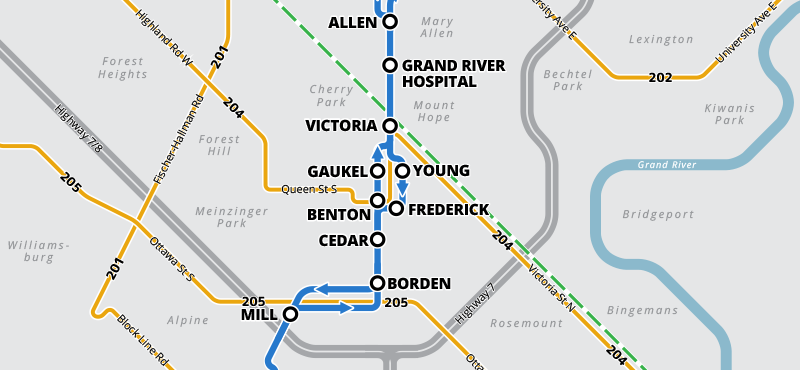 ALLEN
Mary
Allen
University Ave E
Lexington
University Ave E
Highland Rd W
201
Forest
Heights
GRAND RIVER
HOSPITAL
Bechtel
Park
202
Cherry
Park
Mount
Hope
Kiwanis
Park
204
Fischer-Hallman Rd
Highway 7/8
VICTORIA
Forest
Hill
Grand River
GAUKEL
YOUNG
205
Queen St S
BENTON
FREDERICK
Meinzinger
Park
Bridgeport
CEDAR
204
Williams-
burg
Ottawa St S
201
Victoria St N
BORDEN
205
205
Highway 7
MILL
Alpine
Rosemount
Bingemans
Block Line Rd
Otta
204